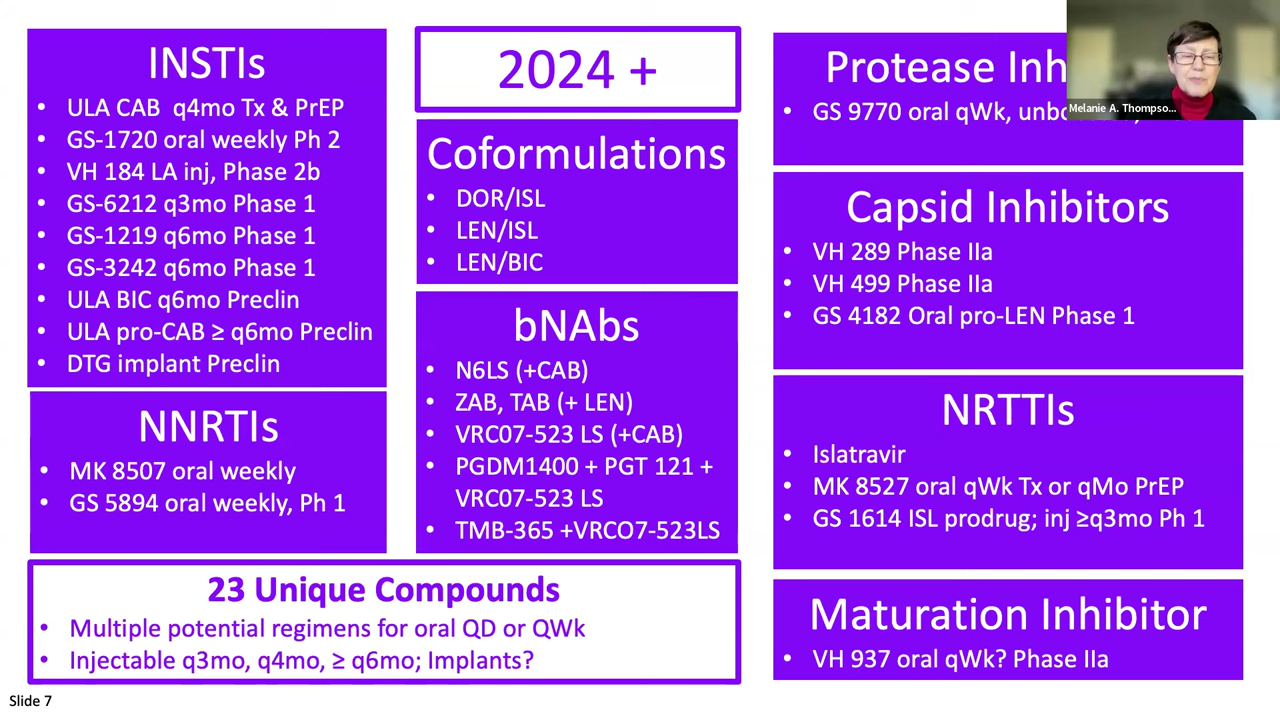 INSTIs
• ULA CAB q4mo Tx & PrEP
• GS-1720 oral weekly Ph 2
• VH 184 LA inj, Phase 2b
• GS-6212 q3mo Phase 1
• GS-1219 q6mo Phase 1
• GS-3242 q6mo Phase 1
• ULA BIC q6mo Preclin
• ULA pro-CAB ≥ q6mo Preclin
• DTG implant Preclin
NNRTIs
• MK 8507 oral weekly
• GS 5894 oral weekly, Ph 1
2024 +
Coformulations
• DOR/ISL
• LEN/ISL
• LEN/BIC
bNAbs
• N6LS (+CAB)
• ZAB, TAB (+ LEN)
• VRC07-523 LS (+CAB)
• PGDM1400 + PGT 121 +
VRC07-523 LS
• TMB-365 +VRCO7-523LS
23 Unique Compounds
• Multiple potential regimens for oral QD or QWk
• Injectable q3mo, q4mo, ≥ q6mo; Implants?
Protease
• GS 9770 oral qWk,
Melanie A. Thompso...
Capsid Inhibitors
• VH 289 Phase IIa
• VH 499 Phase IIa
• GS 4182 Oral pro-LEN Phase 1
NRTTIs
• Islatravir
• MK 8527 oral qWk Tx or qMo PrEP
• GS 1614 ISL prodrug; inj ≥q3mo Ph 1
Maturation Inhibitor
• VH 937 oral qWk? Phase IIa
Slide 7